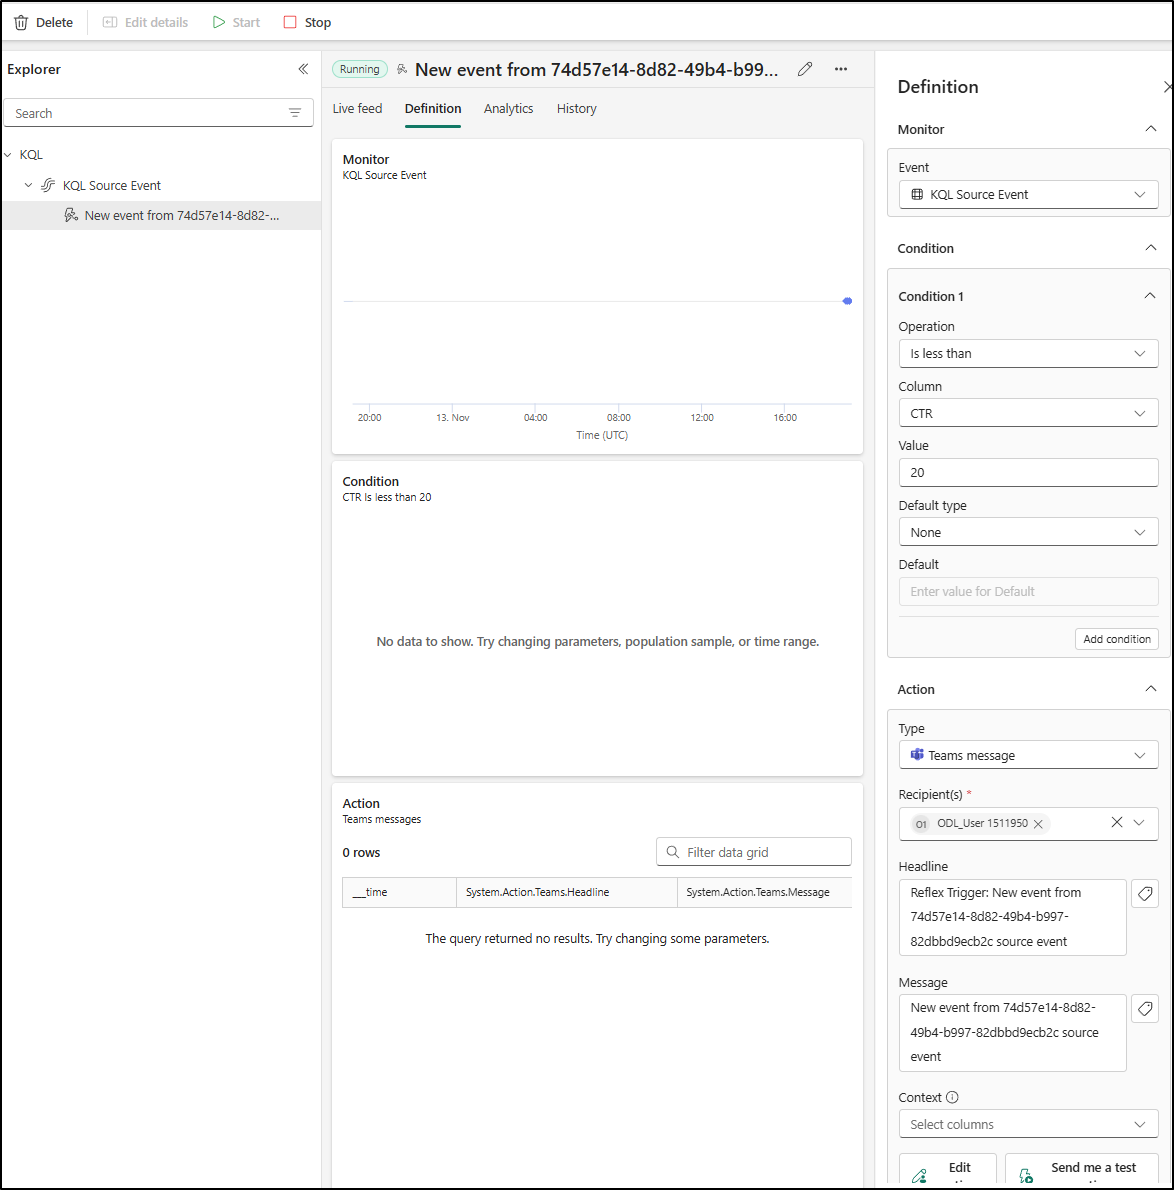 Delete
Edit details
Start
Stop
Explorer
Search
KQL
KQL Source Event
New event from 74d57e14-8d82-...
Running
New event from 74d57e14-8d82-49b4-b99...
Live feed
Definition
Analytics
History
Monitor
KQL Source Event
20:00
13. Nov
04:00
08:00
12:00
16:00
Time (UTC)
Condition
CTR Is less than 20
No data to show. Try changing parameters, population sample, or time range.
Action
Teams messages
0 rows
Filter data grid
__time
System.Action.Teams.Headline
System.Action.Teams.Message
The query returned no results. Try changing some parameters.
Definition
Monitor
Event
KQL Source Event
Condition
Condition 1
Operation
Is less than
Column
CTR
Value
20
Default type
None
Default
Enter value for Default
Add condition
Action
Type
Teams message
Recipient(s) *
O1 ODL_User 1511950
Headline
Reflex Trigger: New event from
74d57e14-8d82-49b4-b997-
82dbbd9ecb2c source event
Message
New event from 74d57e14-8d82-
49b4-b997-82dbbd9ecb2c source
event
Context
Select columns
Edit
Send me a test